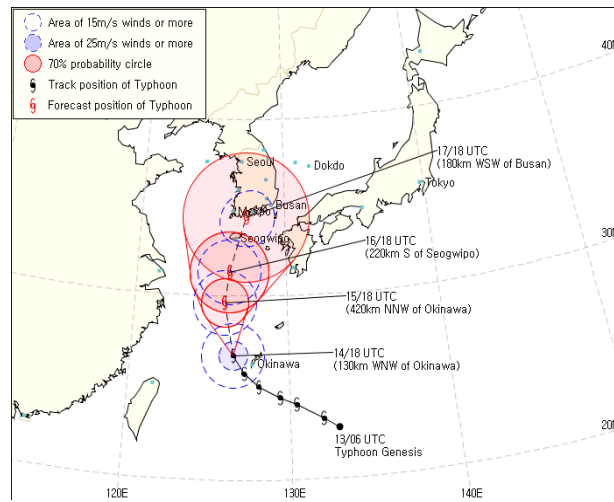 Area of 15m/s winds or more
Area of 25m/s winds or more
70% probability circle
Track position of Typhoon
Forecast position of Typhoon
40N
17/18 UTC
(180km WSW of Busan)
Seoul
Dokdo
Tokyo
Mokpo
Busan
Seogwipo
16/18 UTC
(220km S of Seogwipo)
30N
15/18 UTC
(420km NNW of Okinawa)
14/18 UTC
(130km WNW of Okinawa)
Okinawa
13/06 UTC
Typhoon Genesis
20N
120E
130E
140E